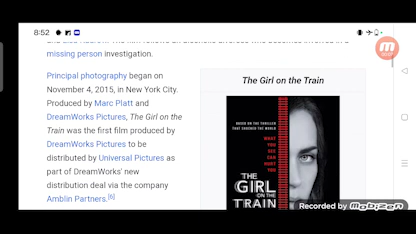 8:52
missing person investigation.
Principal photography began on
November 4, 2015, in New York City.
Produced by Marc Platt and
DreamWorks Pictures, The Girl on the
Train was the first film produced by
DreamWorks Pictures to be
distributed by Universal Pictures as
part of DreamWorks' new
distribution deal via the company
Amblin Partners.[6]
The Girl on the Train
BASED ON THE THRILLER
THAT SHOCKED THE WORLD
WHAT
YOU
SEE
CAN
HURT
YOU
THE
GIRL
ON THE
TRAIN
Recorded by Mobizen